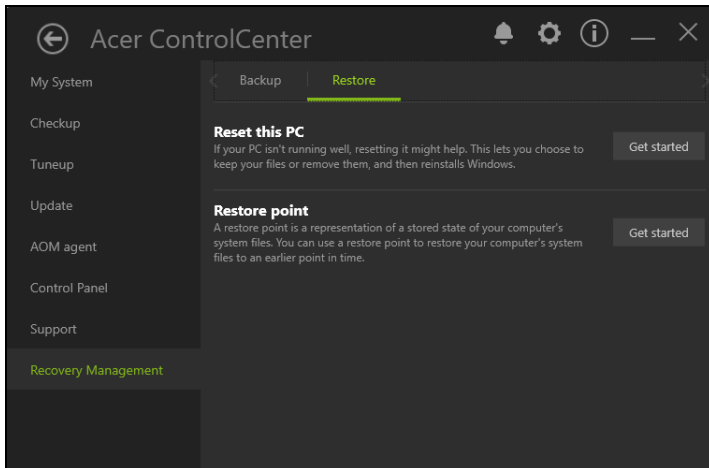 Acer ControlCenter
My System
Checkup
Tuneup
Update
AOM agent
Control Panel
Support
Recovery Management
Backup
Restore
Reset this PC
If your PC isn't running well, resetting it might help. This lets you choose to
keep your files or remove them, and then reinstalls Windows.
Get started
Restore point
A restore point is a representation of a stored state of your computer's
system files. You can use a restore point to restore your computer's system
files to an earlier point in time.
Get started